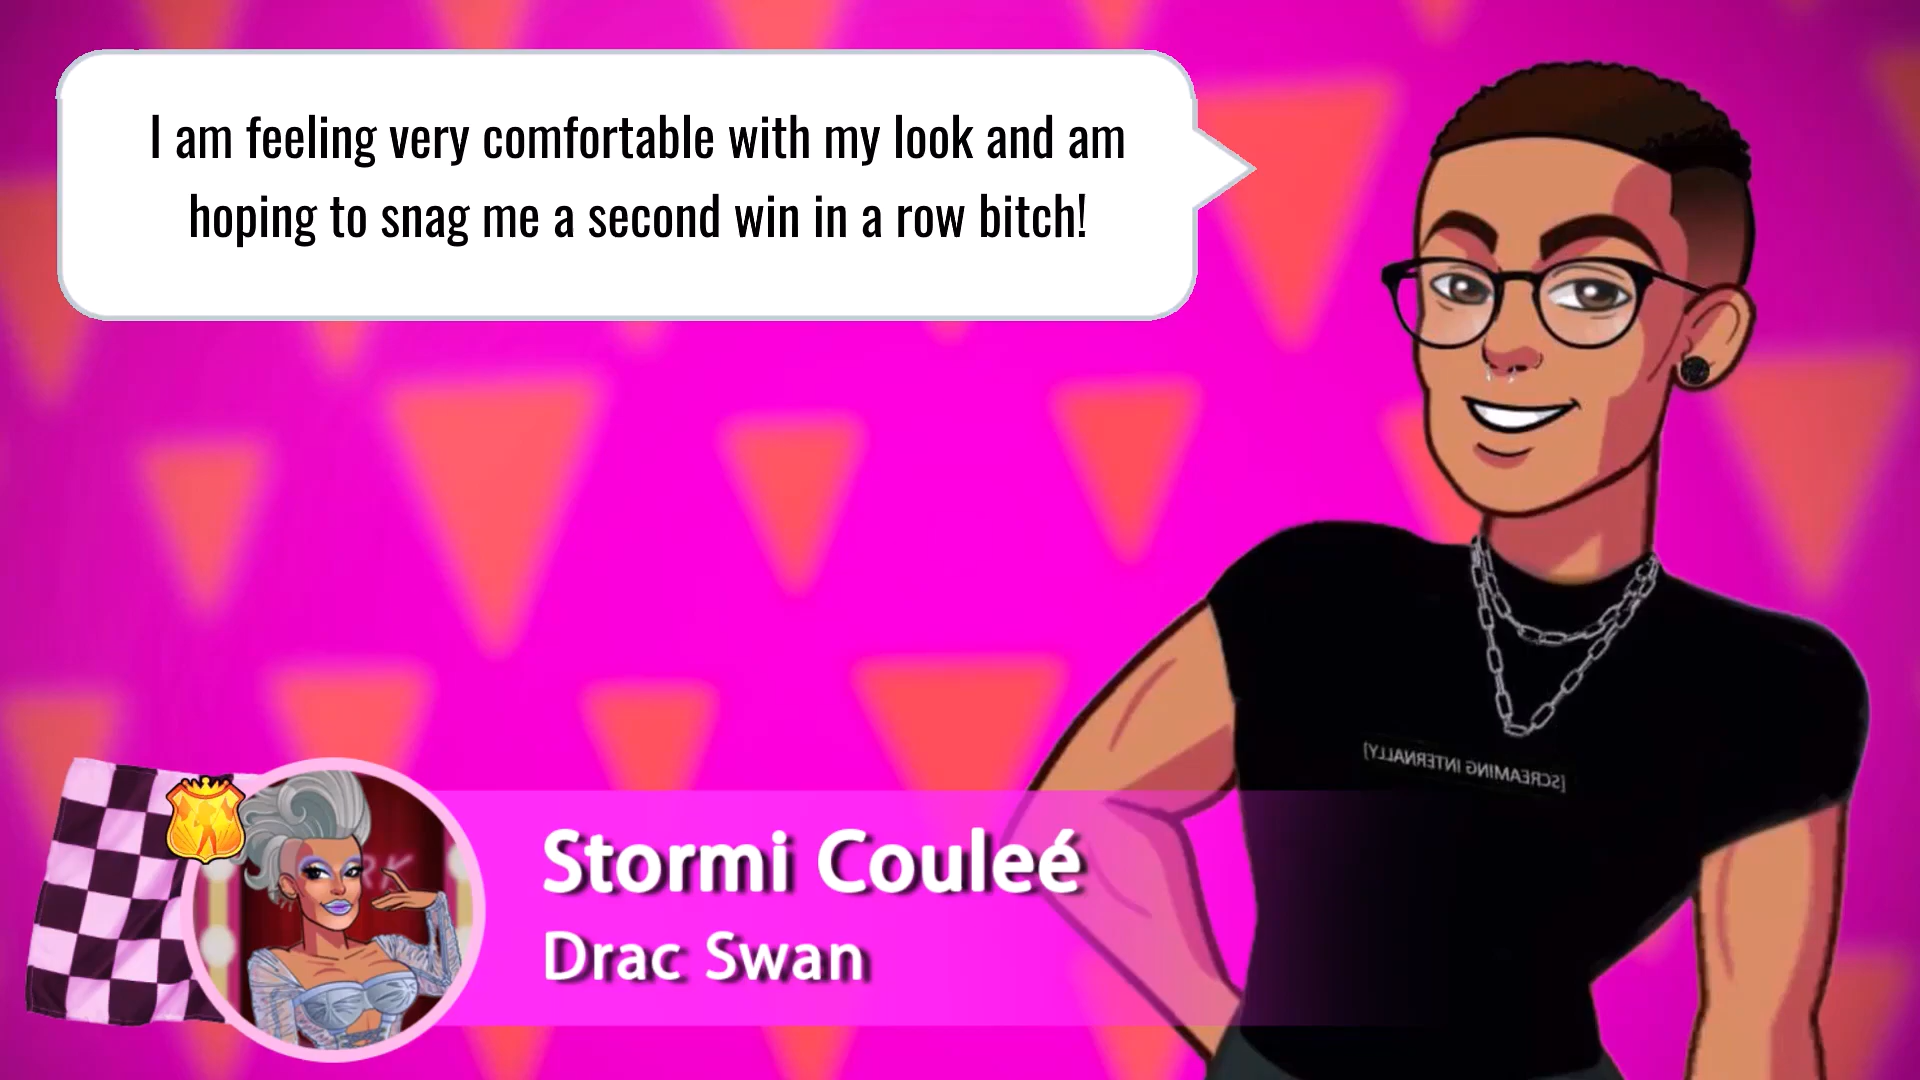 I am feeling very comfortable with my look and am
hoping to snag me a second win in a row bitch!
[SCREAMING INTERNALLY]
Stormi Couleé
Drac Swan